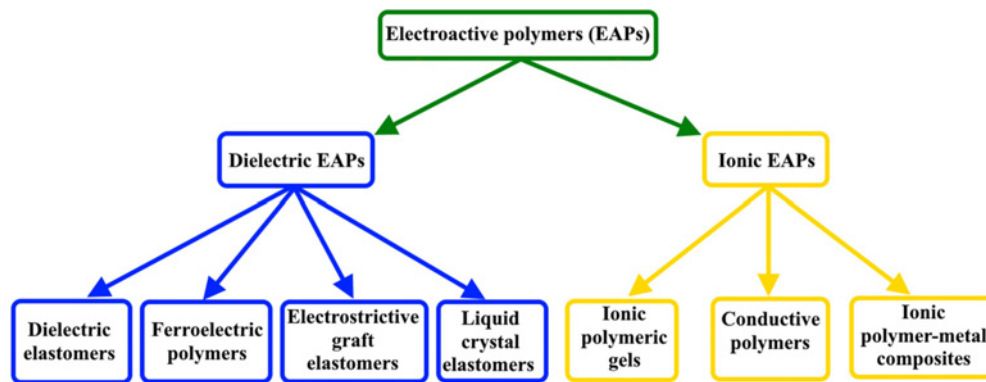 Electroactive polymers (EAPs)
Dielectric EAPs
Ionic EAPs
Dielectric
elastomers
Ferroelectric
polymers
Electrostrictive
graft
elastomers
Liquid
crystal
elastomers
Ionic
polymeric
gels
Conductive
polymers
Ionic
polymer-metal
composites